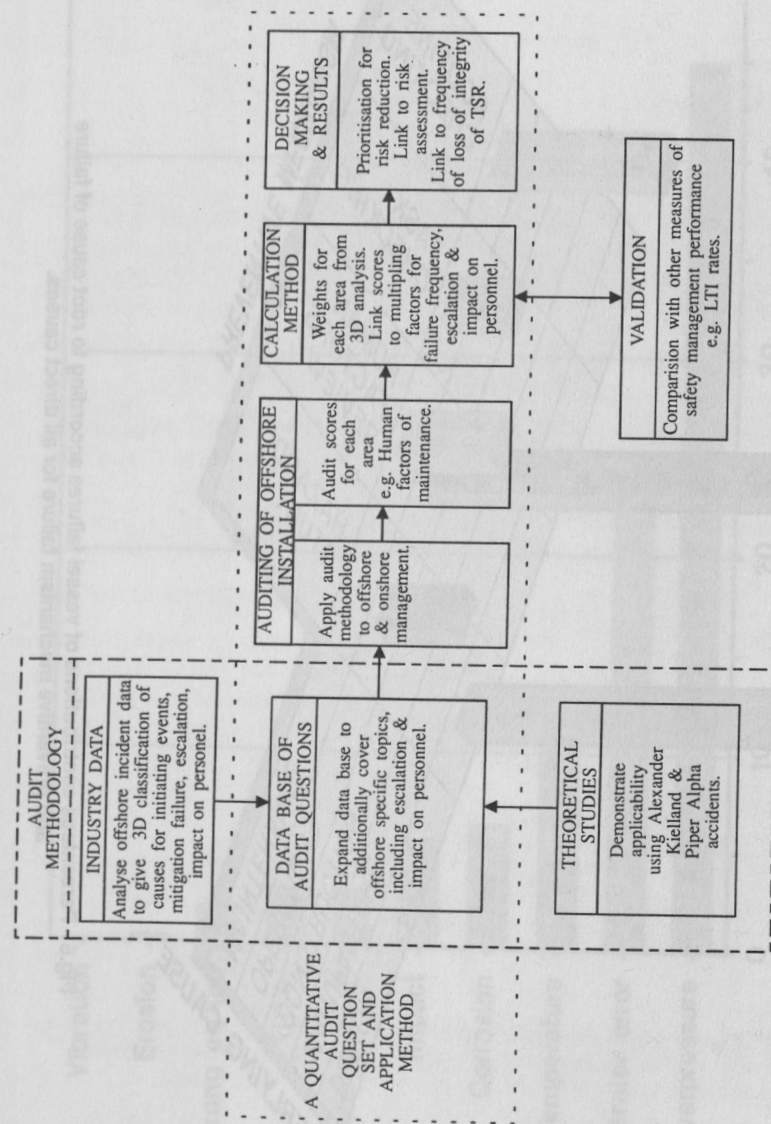 AUDIT
METHODOLOGY
INDUSTRY DATA
Analyse offshore incident data
to give 3D classification of
causes for initiating events,
mitigation failure, escalation,
impact on personel.
A QUANTITATIVE
AUDIT
QUESTION
SET AND
APPLICATION
METHOD
DATA BASE OF
AUDIT QUESTIONS
Expand data base to
additionally cover
offshore specific topics,
including escalation &
impact on personnel.
AUDITING OF OFFSHORE
INSTALLATION
Apply audit
methodology
to offshore
& onshore
management.
Audit scores
for each
area
e.g. Human
factors of
maintenance.
CALCULATION
METHOD
Weights for
each area from
3D analysis.
Link scores
to multipling
factors for
failure frequency,
escalation &
impact on
personnel.
DECISION
MAKING
& RESULTS
Prioritisation for
risk reduction.
Link to risk
assessment.
Link to frequency
of loss of integrity
of TSR.
THEORETICAL
STUDIES
Demonstrate
applicability
using Alexander
Kielland &
Piper Alpha
accidents.
VALIDATION
Comparision with other measures of
safety management performance
e.g. LTI rates.